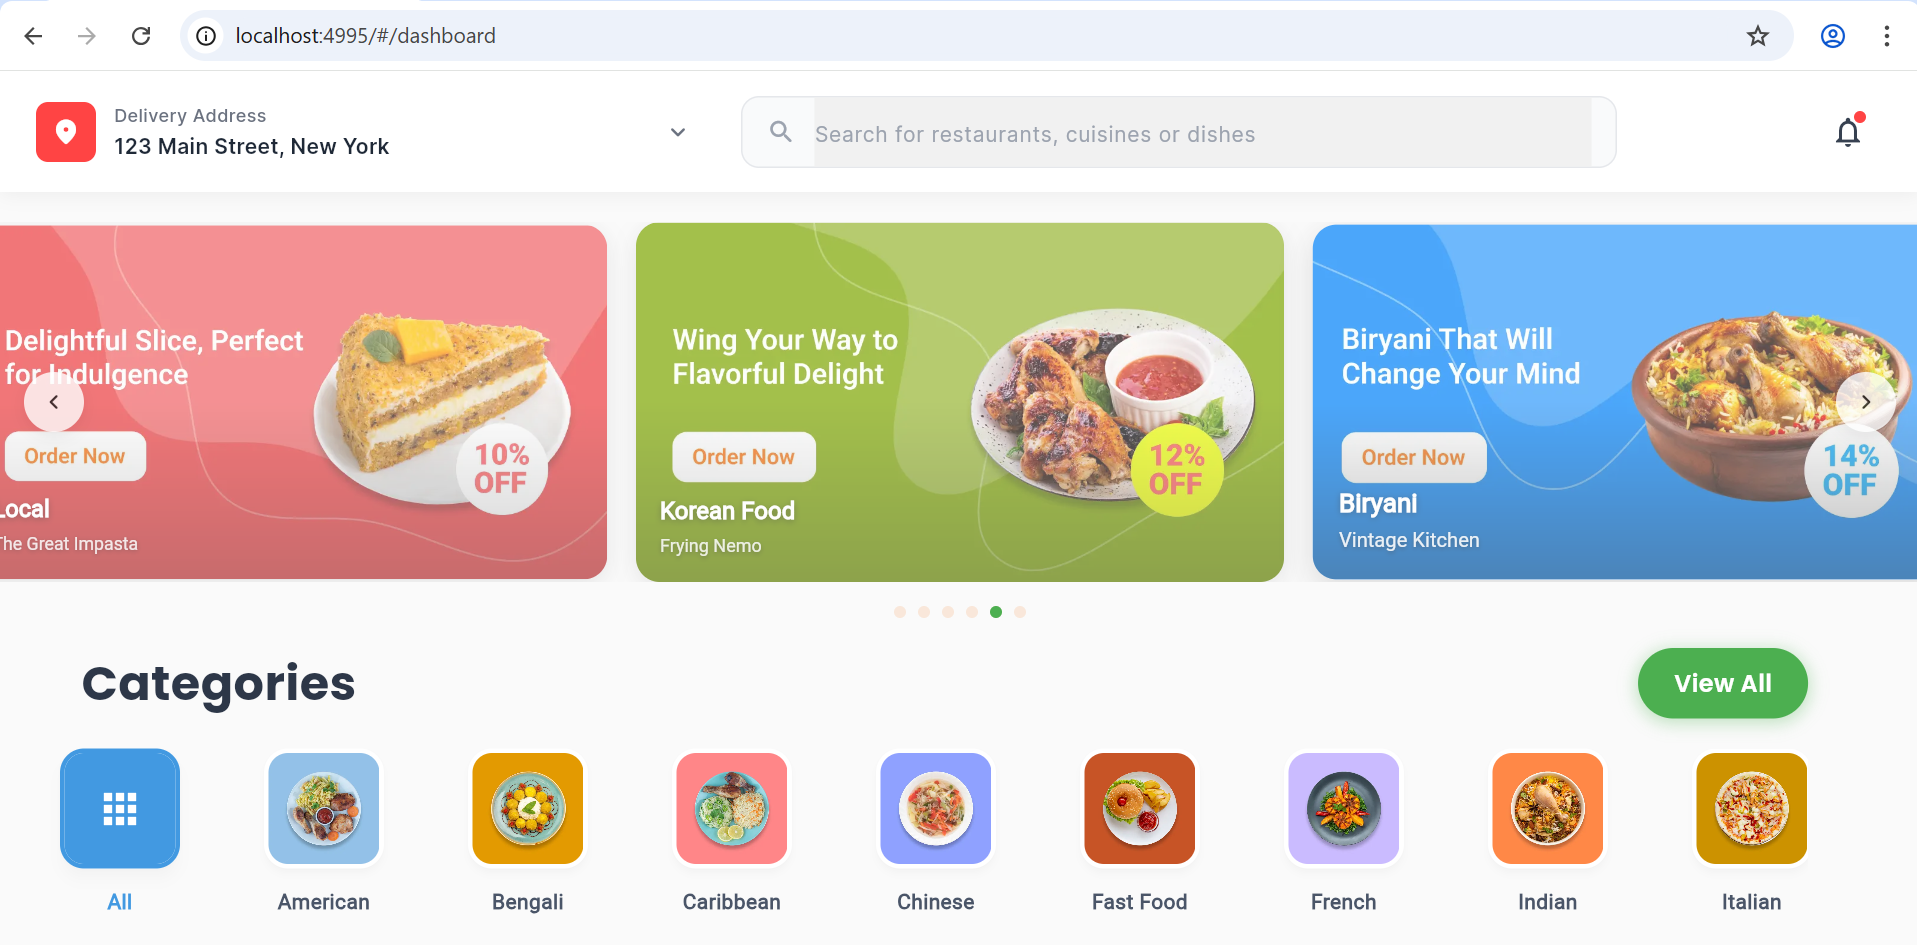 localhost:4995/#/dashboard
Delivery Address
123 Main Street, New York
Search for restaurants, cuisines or dishes
Delightful Slice, Perfect
for Indulgence
Order Now
10%
OFF
Local
The Great Impasta
Wing Your Way to
Flavorful Delight
Order Now
12%
OFF
Korean Food
Frying Nemo
Biryani That Will
Change Your Mind
Order Now
14%
OFF
Biryani
Vintage Kitchen
Categories
View All
All
American
Bengali
Caribbean
Chinese
Fast Food
French
Indian
Italian